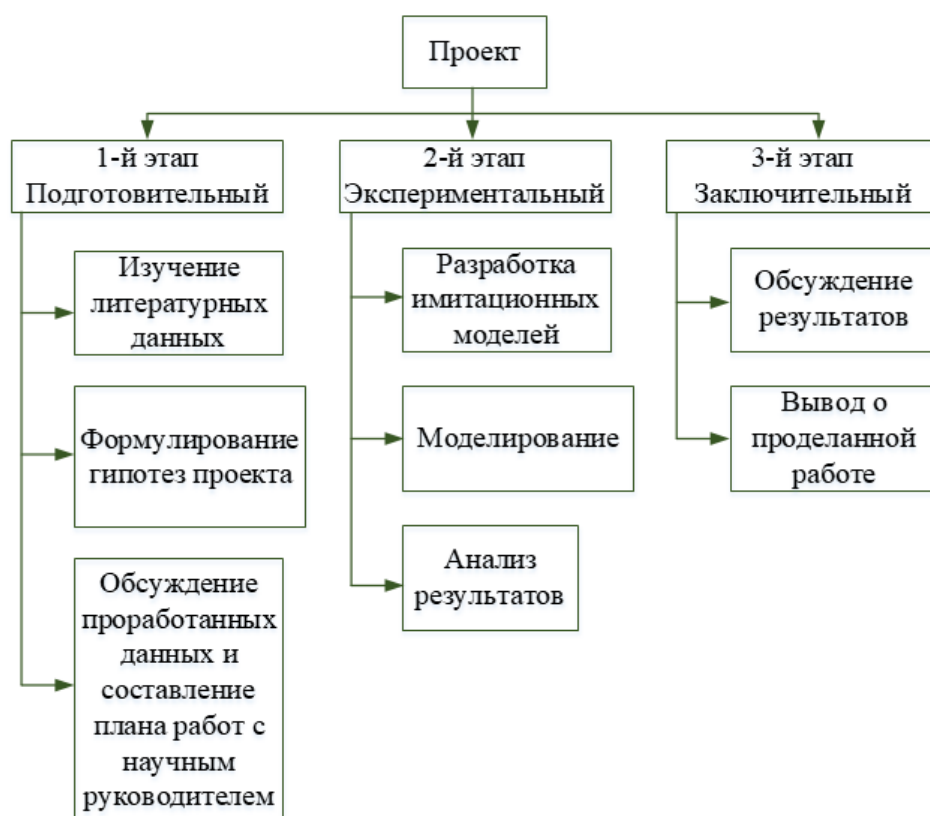 Проект
1-й этап
Подготовительный
Изучение
литературных
данных
Формулирование
гипотез проекта
Обсуждение
проработанных
данных и
составление
плана работ с
научным
руководителем
2-й этап
Экспериментальный
Разработка
имитационных
моделей
Моделирование
Анализ
результатов
3-й этап
Заключительный
Обсуждение
результатов
Вывод о
проделанной
работе